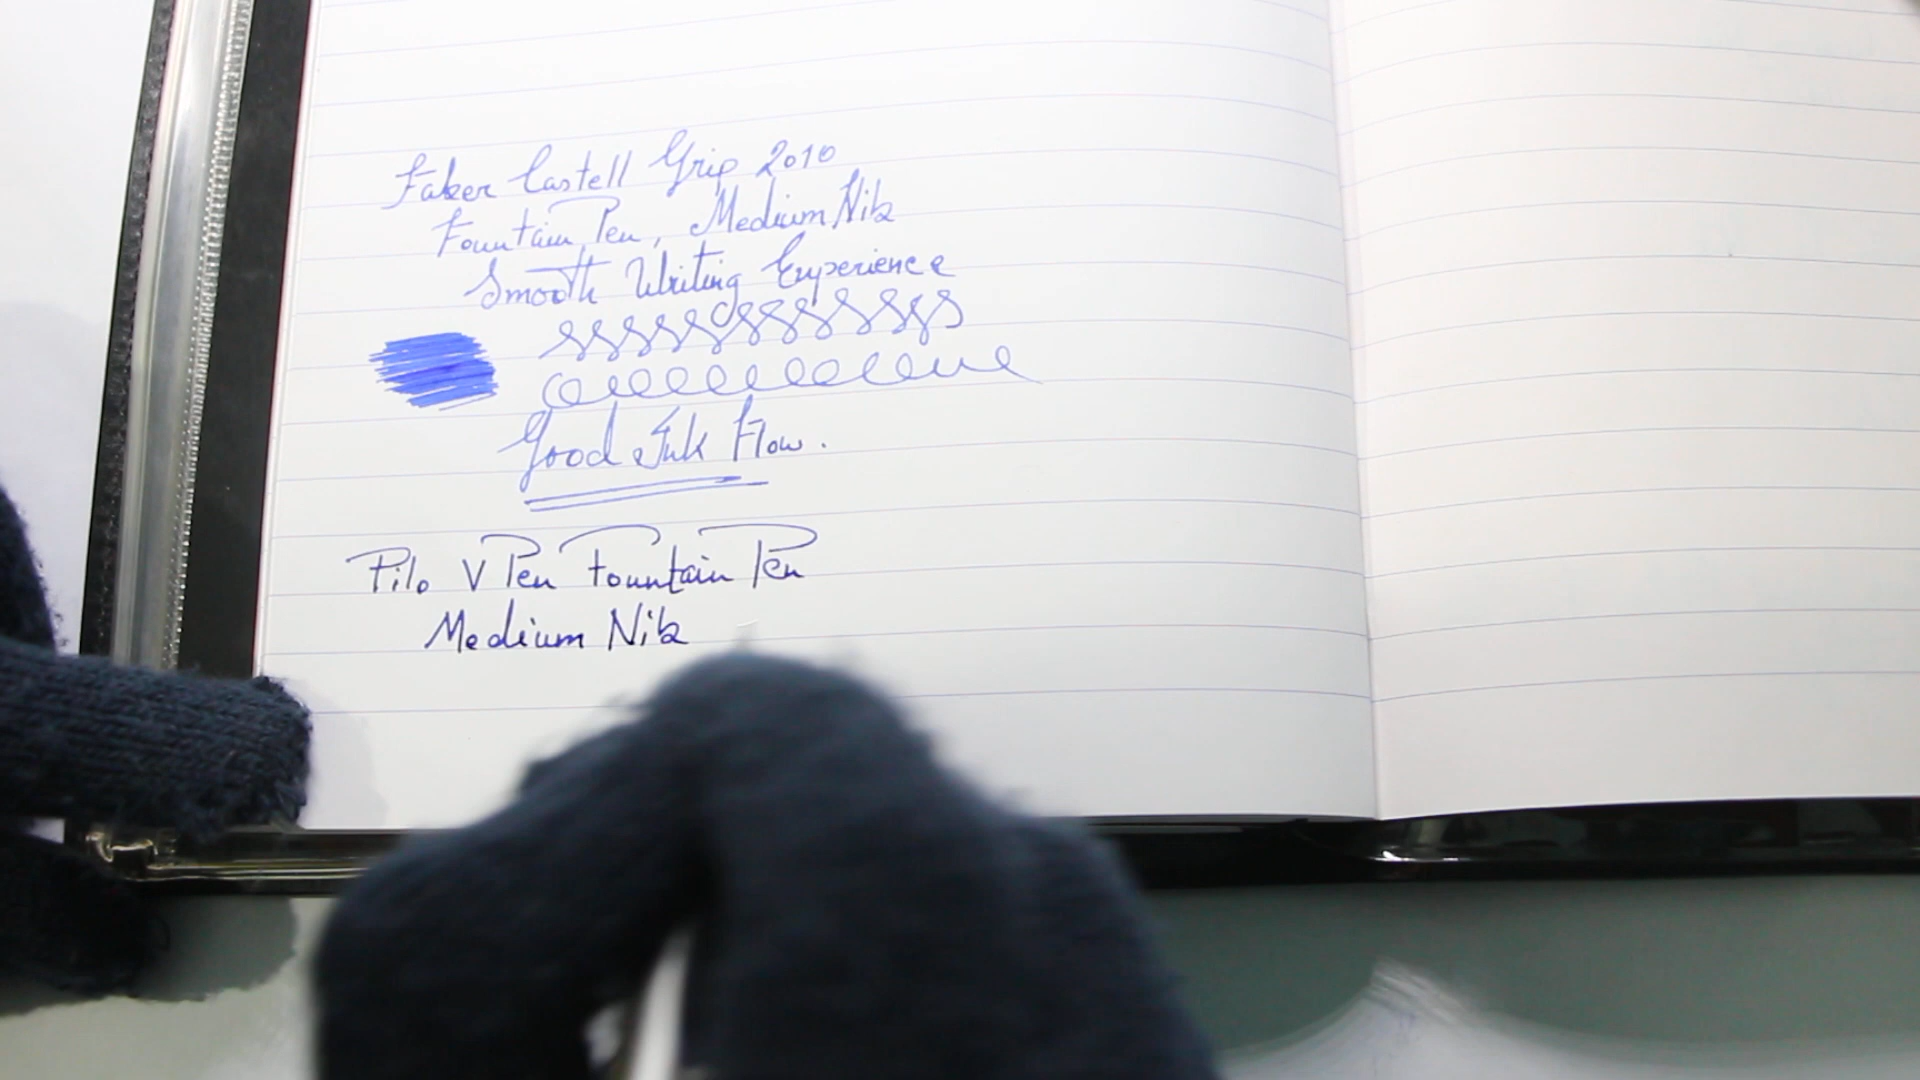 Faber Castell Grip 2010
Fountain Pen, Medium Nib
Smooth Writing Experience
Good Ink Flow.
Pilo V Pen Fountain Pen
Medium Nib